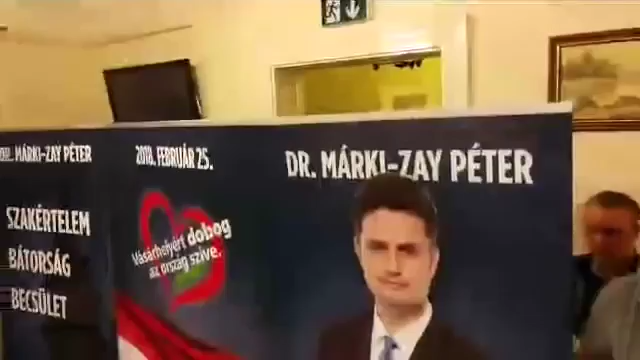 DR. MÁRKI-ZAY PÉTER
SZAKÉRTELEM
BÁTORSÁG
BECSÜLET
2018. FEBRUÁR 25.
Vásárhelyért dobog
az ország szíve.
DR. MÁRKI-ZAY PÉTER